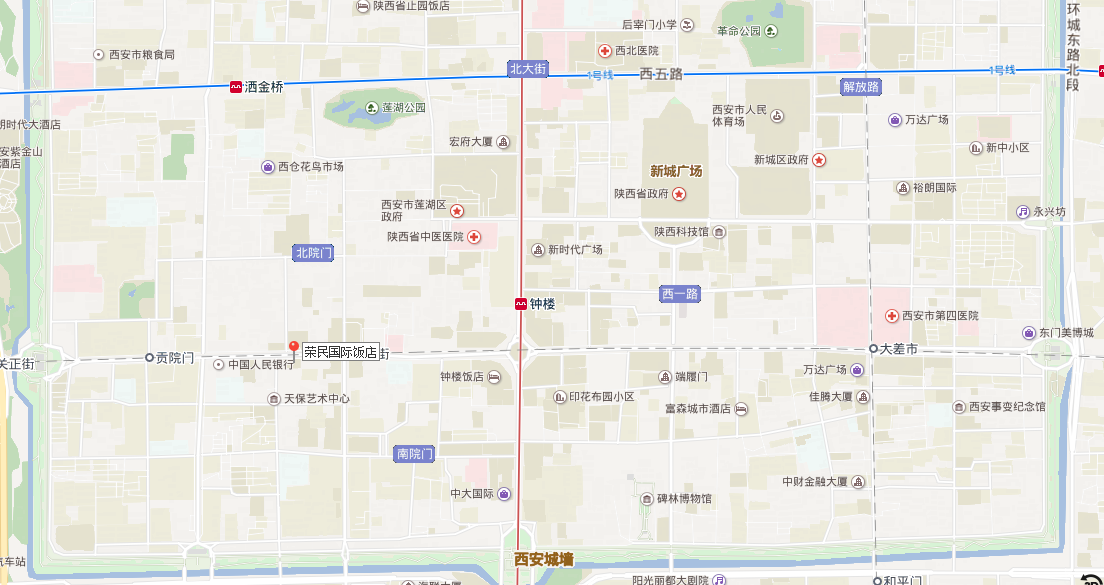 陕西省止园饭店
后宰门小学
革命公园
环城东路北段
西安市粮食局
西北医院
北大街
1号线
西五路
1号线
洒金桥
解放路
莲湖公园
西安市人民
体育场
万达广场
朗时代大酒店
宏府大厦
新中小区
安紫金山
酒店
西仓花鸟市场
新城区政府
新城广场
裕朗国际
陕西省政府
西安市莲湖区
政府
永兴坊
陕西省中医医院
陕西科技馆
北院门
新时代广场
西一路
钟楼
西安市第四医院
东门美博城
关正街
贡院门
中国人民银行
荣民国际饭店
街
大差市
钟楼饭店
端履门
万达广场
天保艺术中心
印花布园小区
佳腾大厦
富森城市酒店
西安事变纪念馆
南院门
中大国际
中财金融大厦
碑林博物馆
汽车站
西安城墙
阳光丽都大剧院
和平门